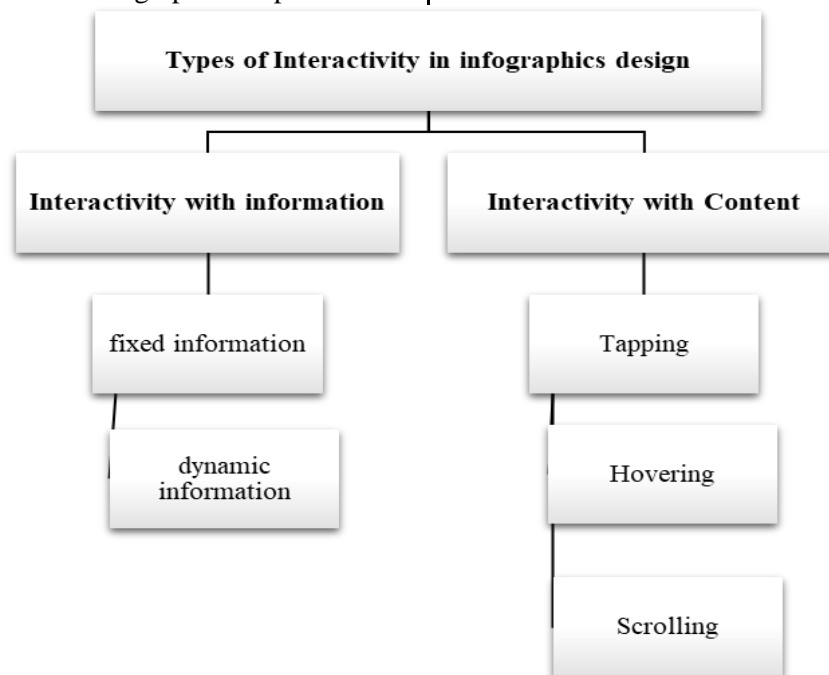 Types of Interactivity in infographics design
Interactivity with information
Interactivity with Content
fixed information
Tapping
dynamic
information
Hovering
Scrolling